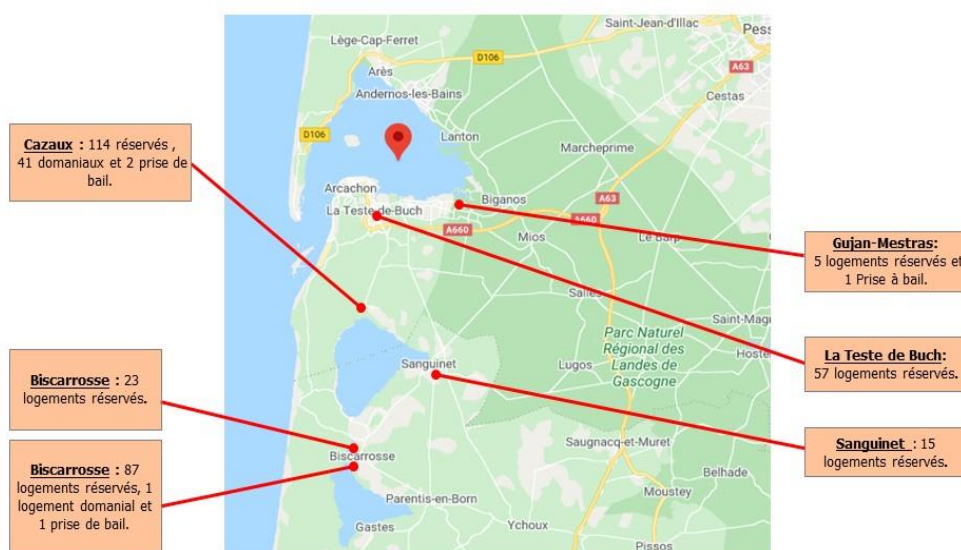 Saint-Jean-d'Illac
Pess
Lège-Cap-Ferret
D106
A63
Arès
Andernos-les-Bains
Cestas
D106
Lanton
Marcheprime
Cazaux : 114 réservés ,
41 domaniaux et 2 prise de
bail.
Arcachon
Biganos
A63
La Teste-de-Buch
A660
A660
Mios
Le Barp
Gujan-Mestras:
5 logements réservés et
1 Prise à bail.
Salles
Saint-Magn
Parc Naturel
Régional des
Landes de
Gascogne
Hoste
Sanguinet
Lugos
La Teste de Buch:
57 logements réservés.
Biscarrosse : 23
logements réservés.
Saugnacq-et-Muret
Sanguinet : 15
logements réservés.
Biscarrosse
Belhade
Biscarrosse : 87
logements réservés, 1
logement domanial et
1 prise de bail.
Parentis-en-Born
Moustey
Ychoux
Gastes
Pissos